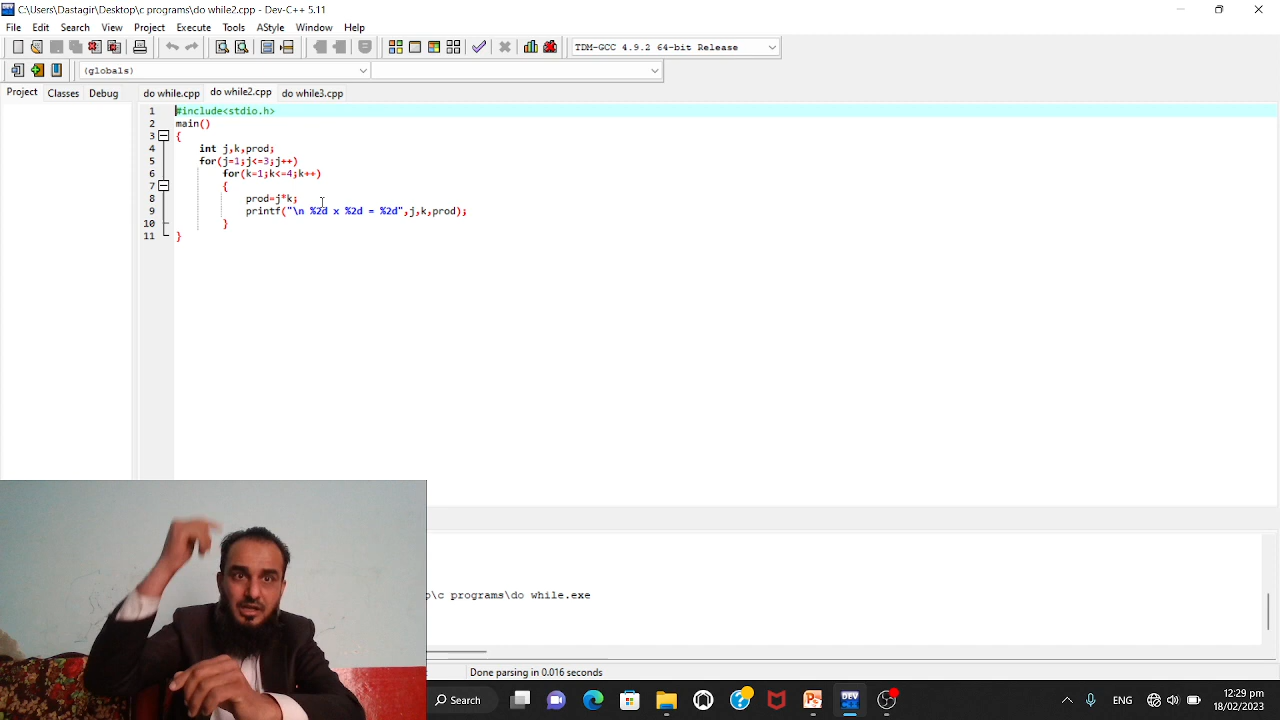 C:\Users\Dastagir\Desktop\c programs\do while2.cpp - Dev-C++ 5.11
File Edit Search View Project Execute Tools AStyle Window Help
TDM-GCC 4.9.2 64-bit Release
(globals)
Project Classes Debug do while.cpp do while2.cpp do while3.cpp
1 #include<stdio.h>
2 main()
3 {
4 int j,k,prod;
5 for(j=1;j<=3;j++)
6 for(k=1;k<=4;k++)
7 {
8 prod=j*k;
9 printf("\n %2d x %2d = %2d",j,k,prod);
10 }
11 }
\c programs\do while.exe
Done parsing in 0.016 seconds
Search DEV ENG 12:29 pm
18/02/2023